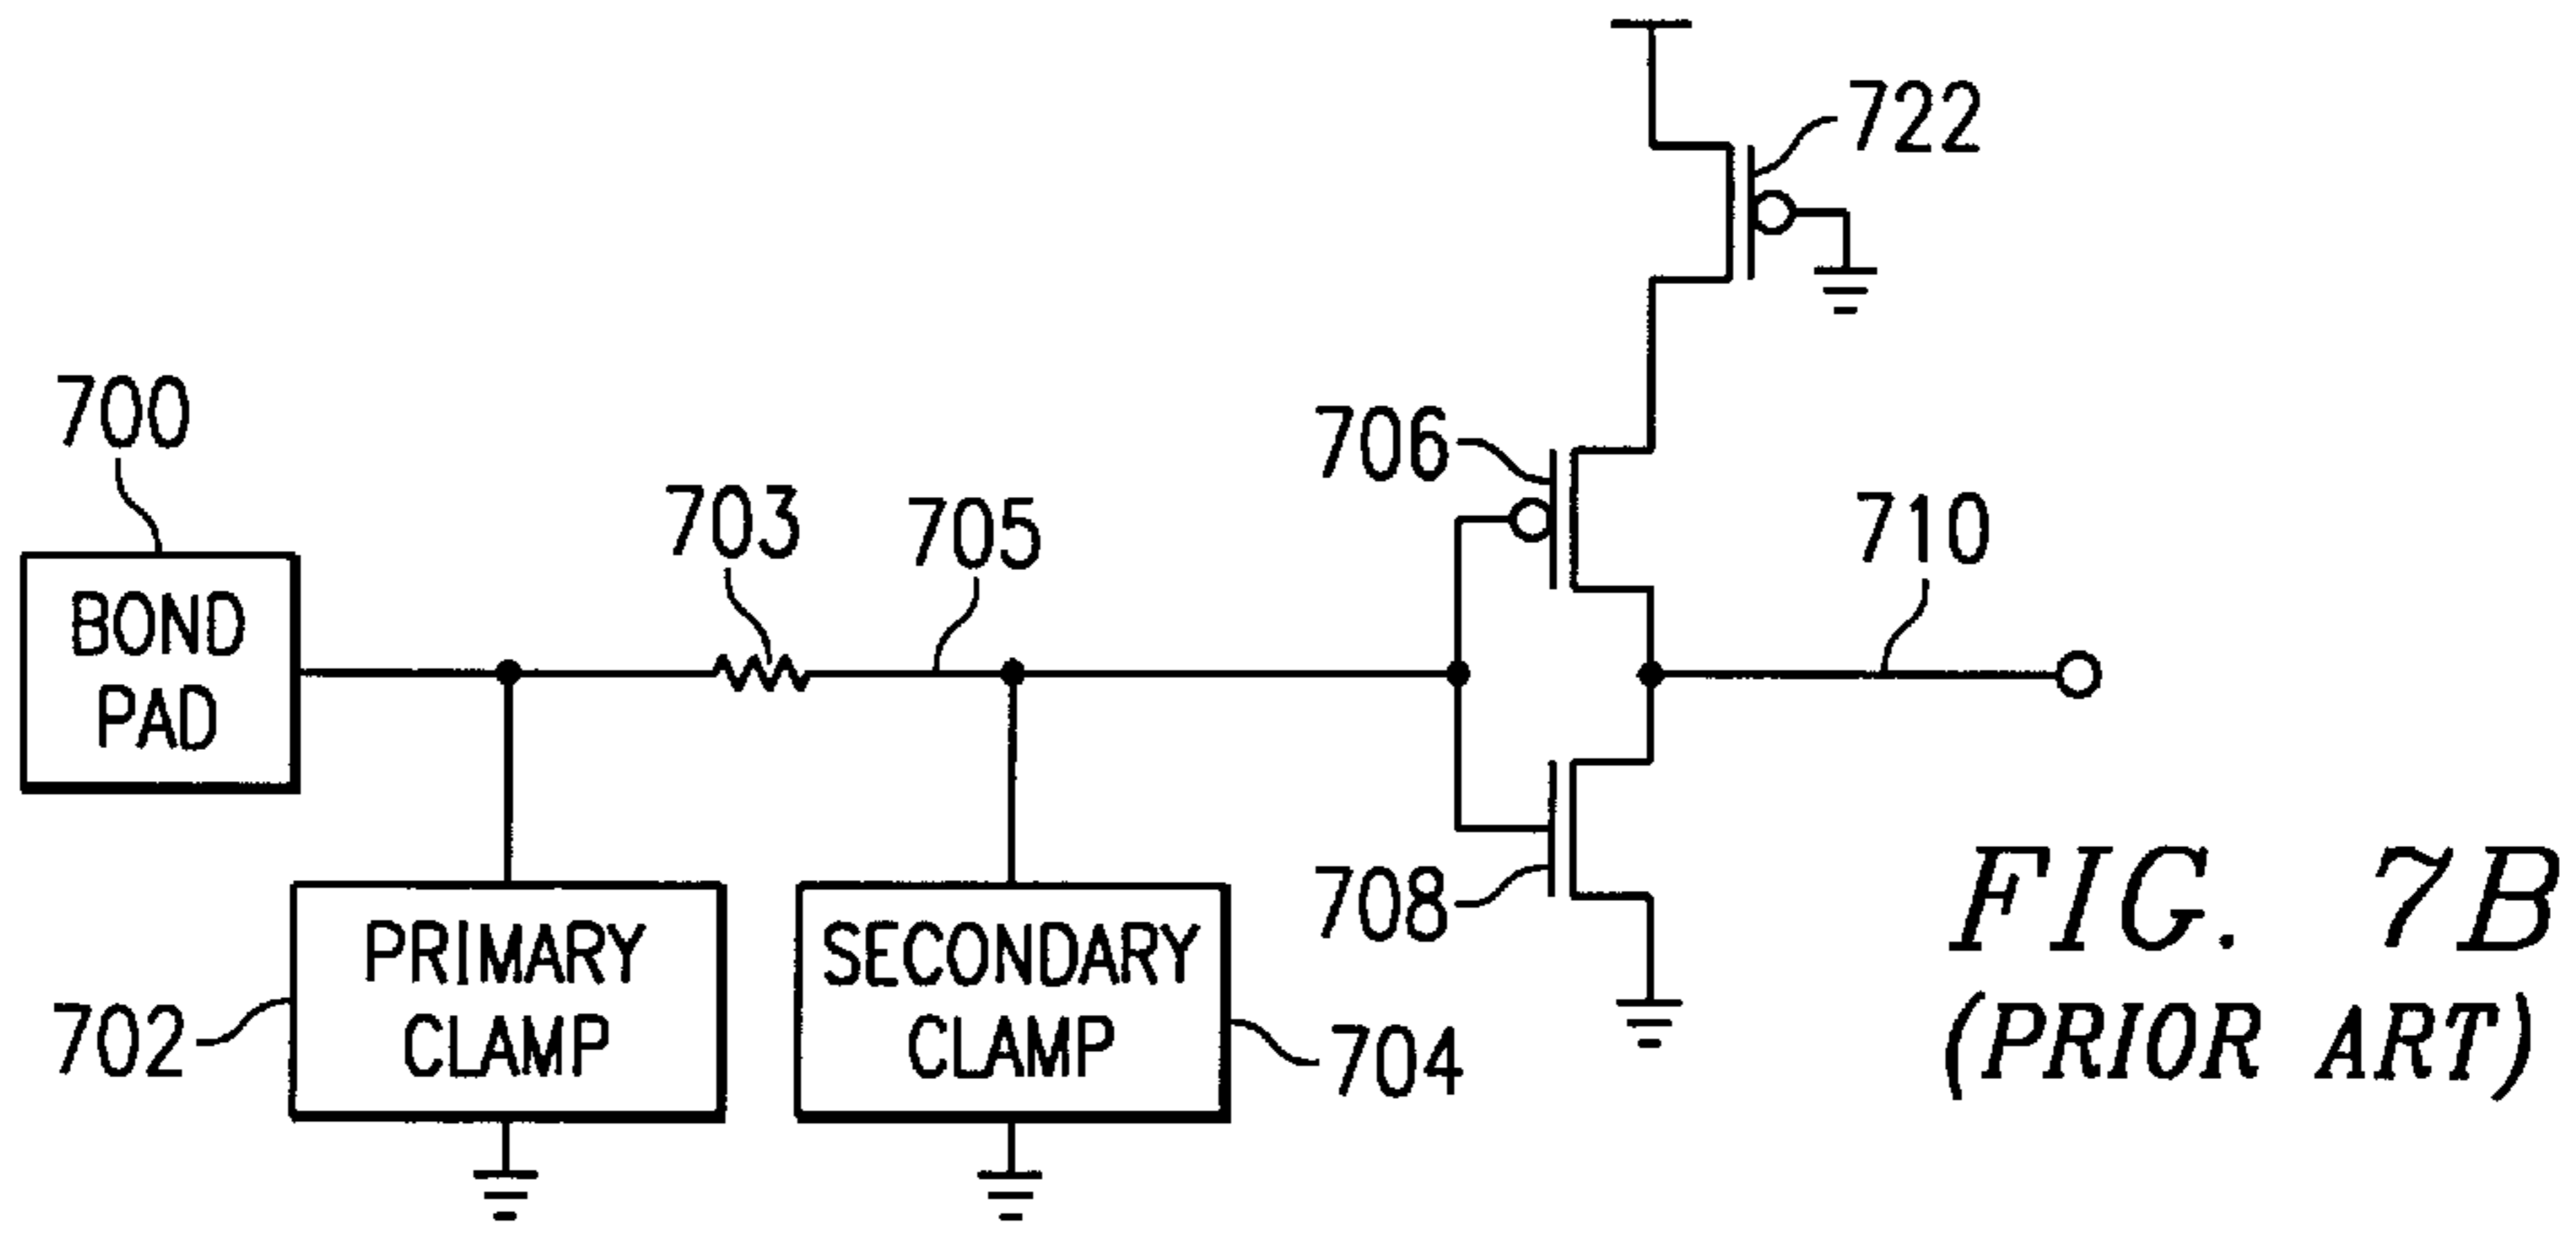 722
700
706
703
705
710
BOND
PAD
708
FIG. 7B
PRIMARY
CLAMP
SECONDARY
CLAMP
702
704
(PRIOR ART)